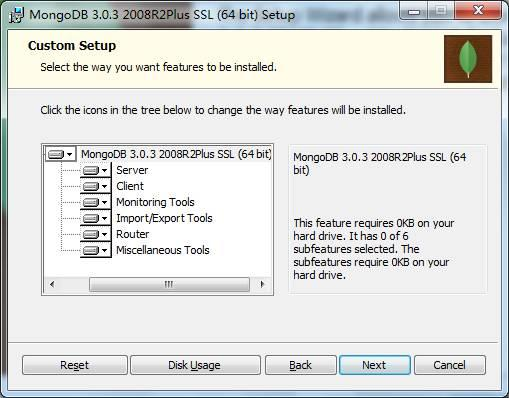 MongoDB 3.0.3 2008R2Plus SSL (64 bit) Setup
Custom Setup
Select the way you want features to be installed.
Click the icons in the tree below to change the way features will be installed.
MongoDB 3.0.3 2008R2Plus SSL (64 bit)
Server
Client
Monitoring Tools
Import/Export Tools
Router
Miscellaneous Tools
MongoDB 3.0.3 2008R2Plus SSL (64
bit)
This feature requires 0KB on your
hard drive. It has 0 of 6
subfeatures selected. The
subfeatures require 0KB on your
hard drive.
Reset
Disk Usage
Back
Next
Cancel